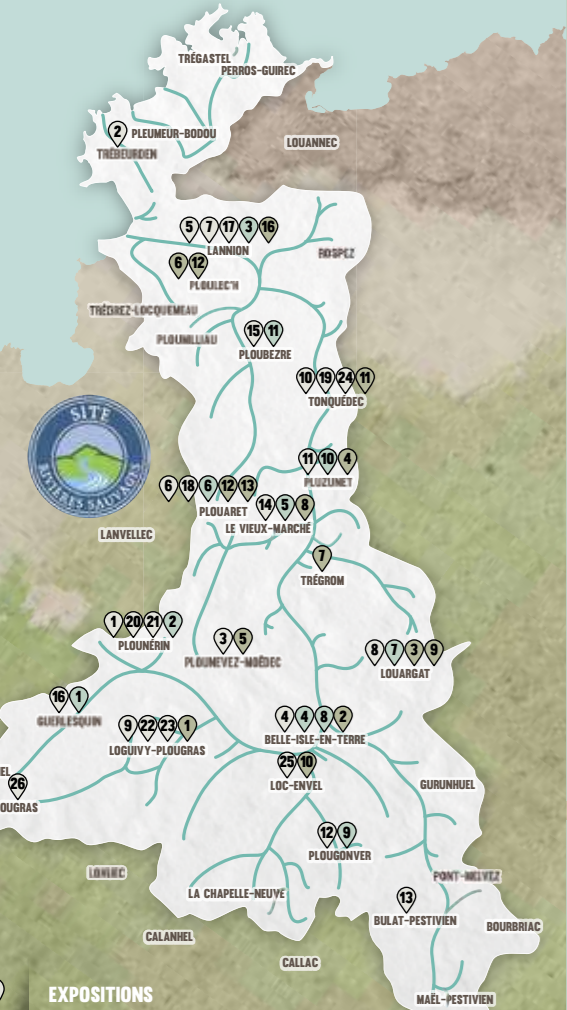 TRÉGASTEL
PERROS-GUIREC
2
PLEUMEUR-BODOU
TRÉBEURDEN
LOUANNEC
5 7 17 3 16
LANNION
ROSPEZ
6 12
PLOULEC'H
TRÉDREZ-LOCQUEMEAU
PLOUMILLIAU
15 11
PLOUBEZRE
10 19 24 11
TONQUÉDEC
SITE
RIVIÈRES SAUVAGES
11 10 4
PLUZUNET
6 18 6 12 13
PLOUARET
14 5 8
LE VIEUX-MARCHÉ
LANVELLEC
7
TRÉGROM
1 20 21 2
PLOUNÉRIN
3 5
PLOUNEVEZ-MOËDEC
8 7 3 9
LOUARGAT
16 1
GUERLESQUIN
9 22 23 1
LOGUIVY-PLOUGRAS
4 4 8 2
BELLE-ISLE-EN-TERRE
25 10
LOC-ENVEL
EL
26
OUGRAS
GURUNHUEL
12 9
PLOUGONVER
LOHUEC
PONT-MELVEZ
LA CHAPELLE-NEUVE
13
BULAT-PESTIVIEN
BOURBRIAC
CALANHEL
CALLAC
EXPOSITIONS
MAËL-PESTIVIEN